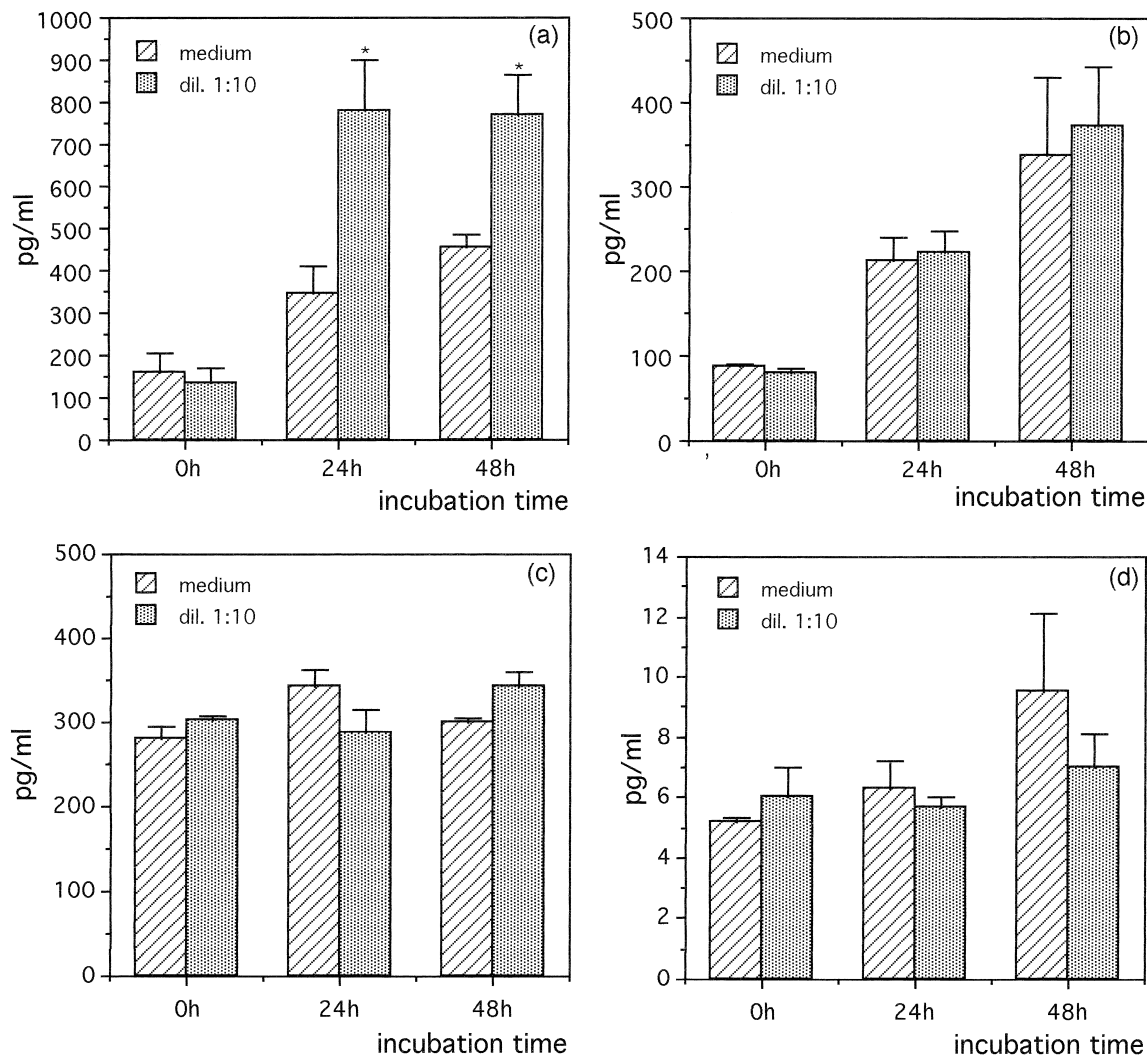 (a)
medium
dil. 1:10
1000
900
800
700
600
500
400
300
200
100
0
pg/ml
*
*
0h 24h 48h
incubation time
(b)
medium
dil. 1:10
500
400
300
200
100
0
pg/ml
0h 24h 48h
incubation time
(c)
medium
dil. 1:10
500
400
300
200
100
0
pg/ml
0h 24h 48h
incubation time
(d)
medium
dil. 1:10
14
12
10
8
6
4
2
0
pg/ml
0h 24h 48h
incubation time